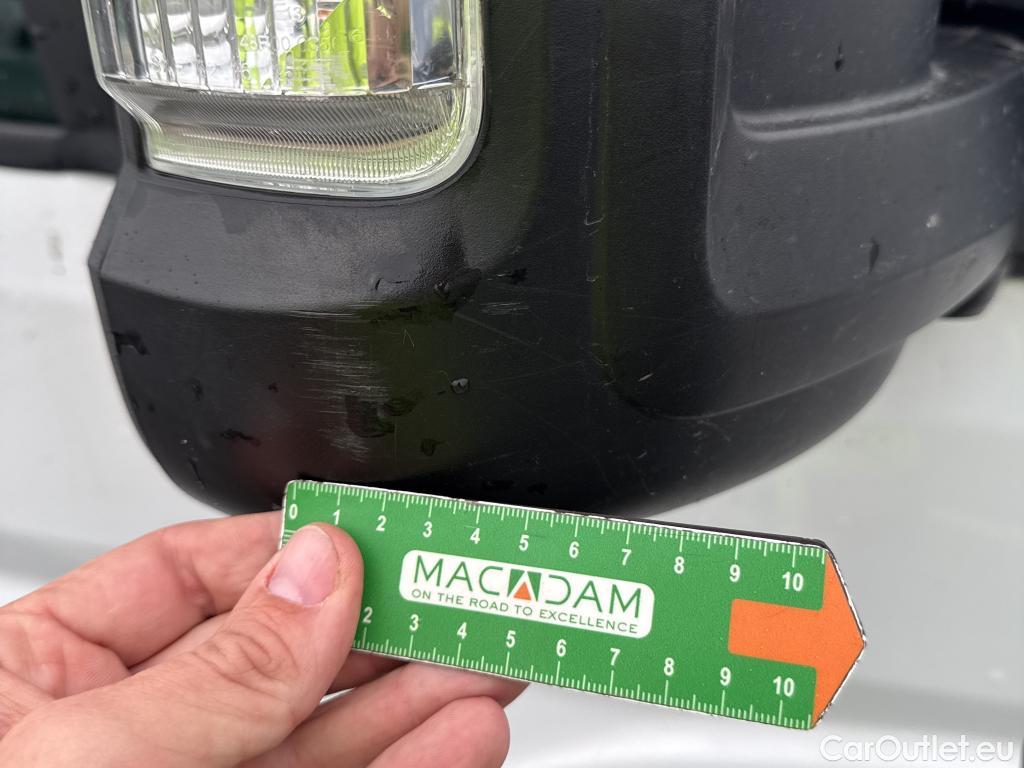 0 1 2 3 4 5 6 7 8 9 10
MACADAM
ON THE ROAD TO EXCELLENCE
2 3 4 5 6 7 8 9 10
CarOutlet.eu